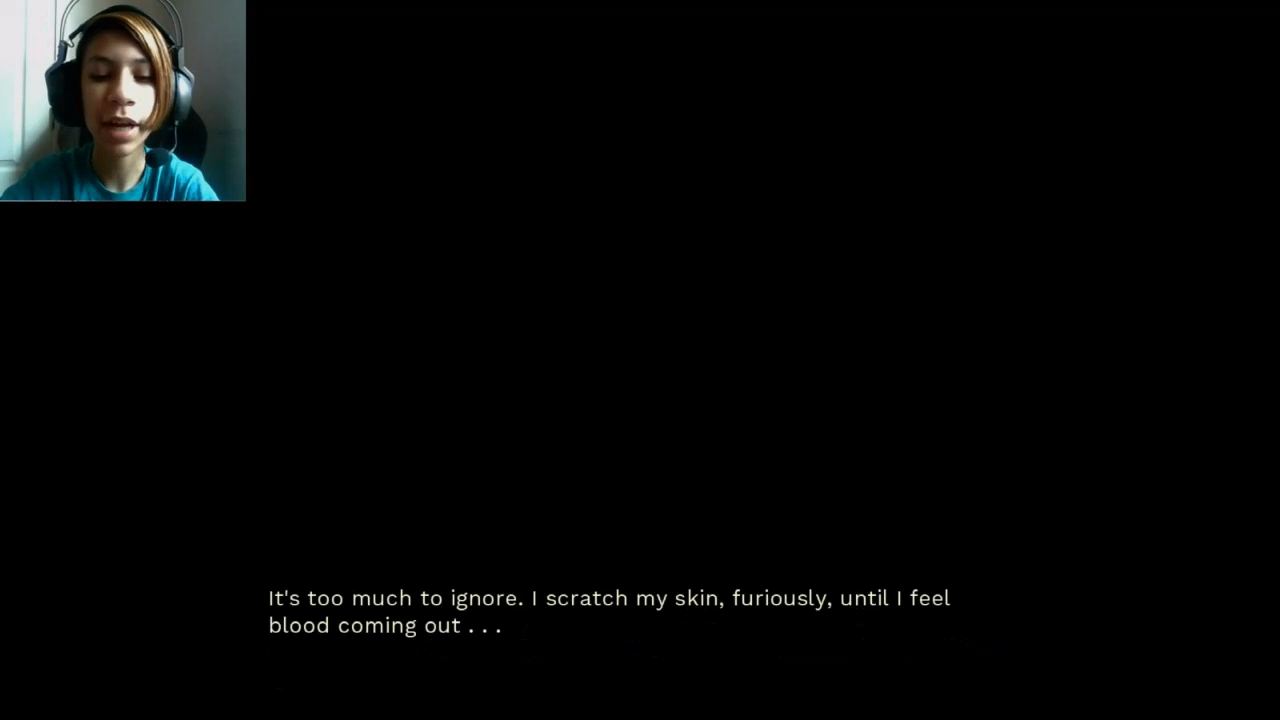 It's too much to ignore. I scratch my skin, furiously, until I feel
blood coming out . . .